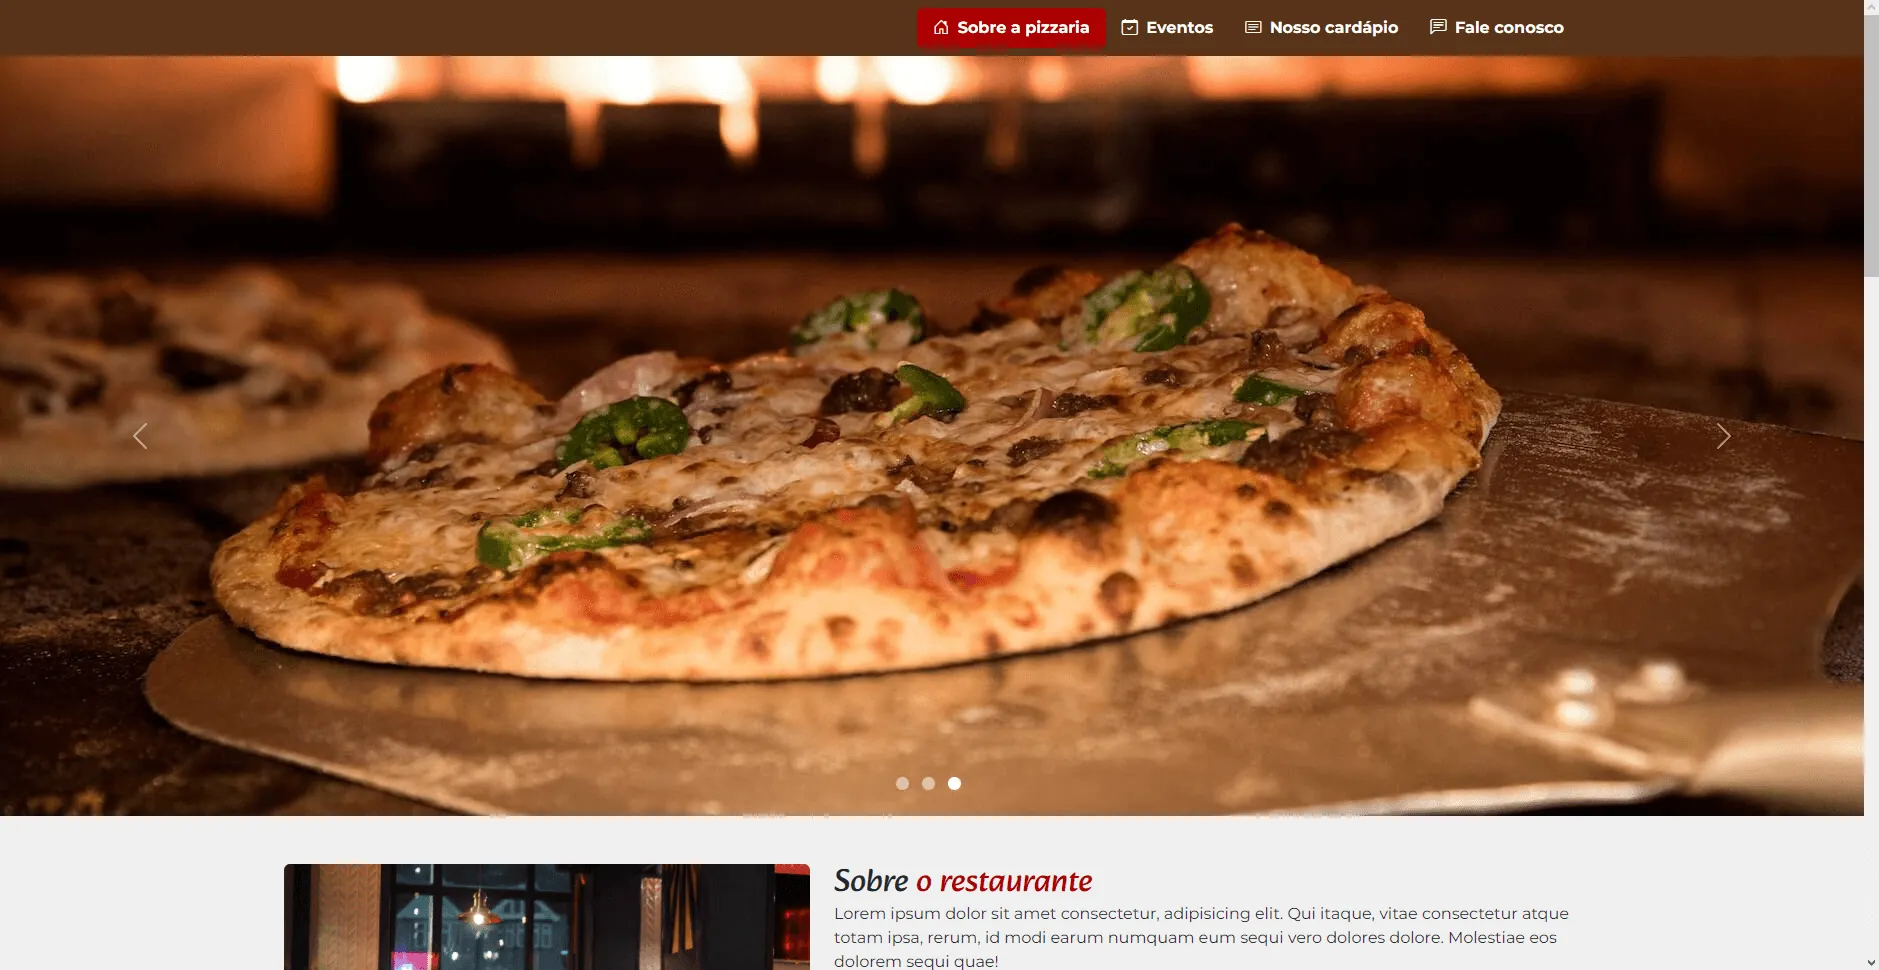 Sobre a pizzaria Eventos Nosso cardápio Fale conosco
Sobre o restaurante
Lorem ipsum dolor sit amet consectetur, adipisicing elit. Qui itaque, vitae consectetur atque
totam ipsa, rerum, id modi earum numquam eum sequi vero dolores dolore. Molestiae eos
dolorem sequi quae!